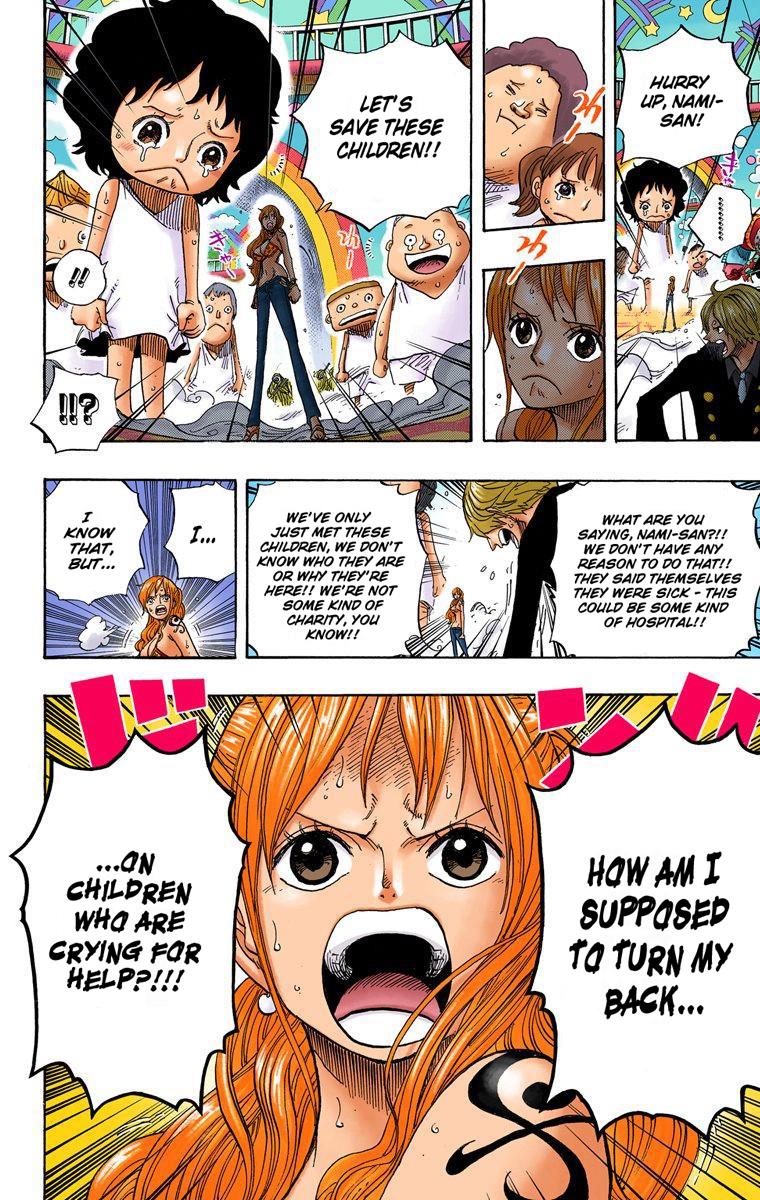 HURRY
UP, NAMI-
SAN!
LET'S
SAVE THESE
CHILDREN!!
!!
!!?
WHAT ARE YOU
SAYING, NAMI-SAN?!!
WE DON'T HAVE ANY
REASON TO DO THAT!!
THEY SAID THEMSELVES
THEY WERE SICK - THIS
COULD BE SOME KIND
OF HOSPITAL!!
WE'VE ONLY
JUST MET THESE
CHILDREN, WE DON'T
KNOW WHO THEY ARE
OR WHY THEY'RE
HERE!! WE'RE NOT
SOME KIND OF
CHARITY, YOU
KNOW!!
I...
I
KNOW
THAT,
BUT...
ドンッ
HOW AM I
SUPPOSED
TO TURN MY
BACK...
...ON
CHILDREN
WHO ARE
CRYING FOR
HELP?!!!